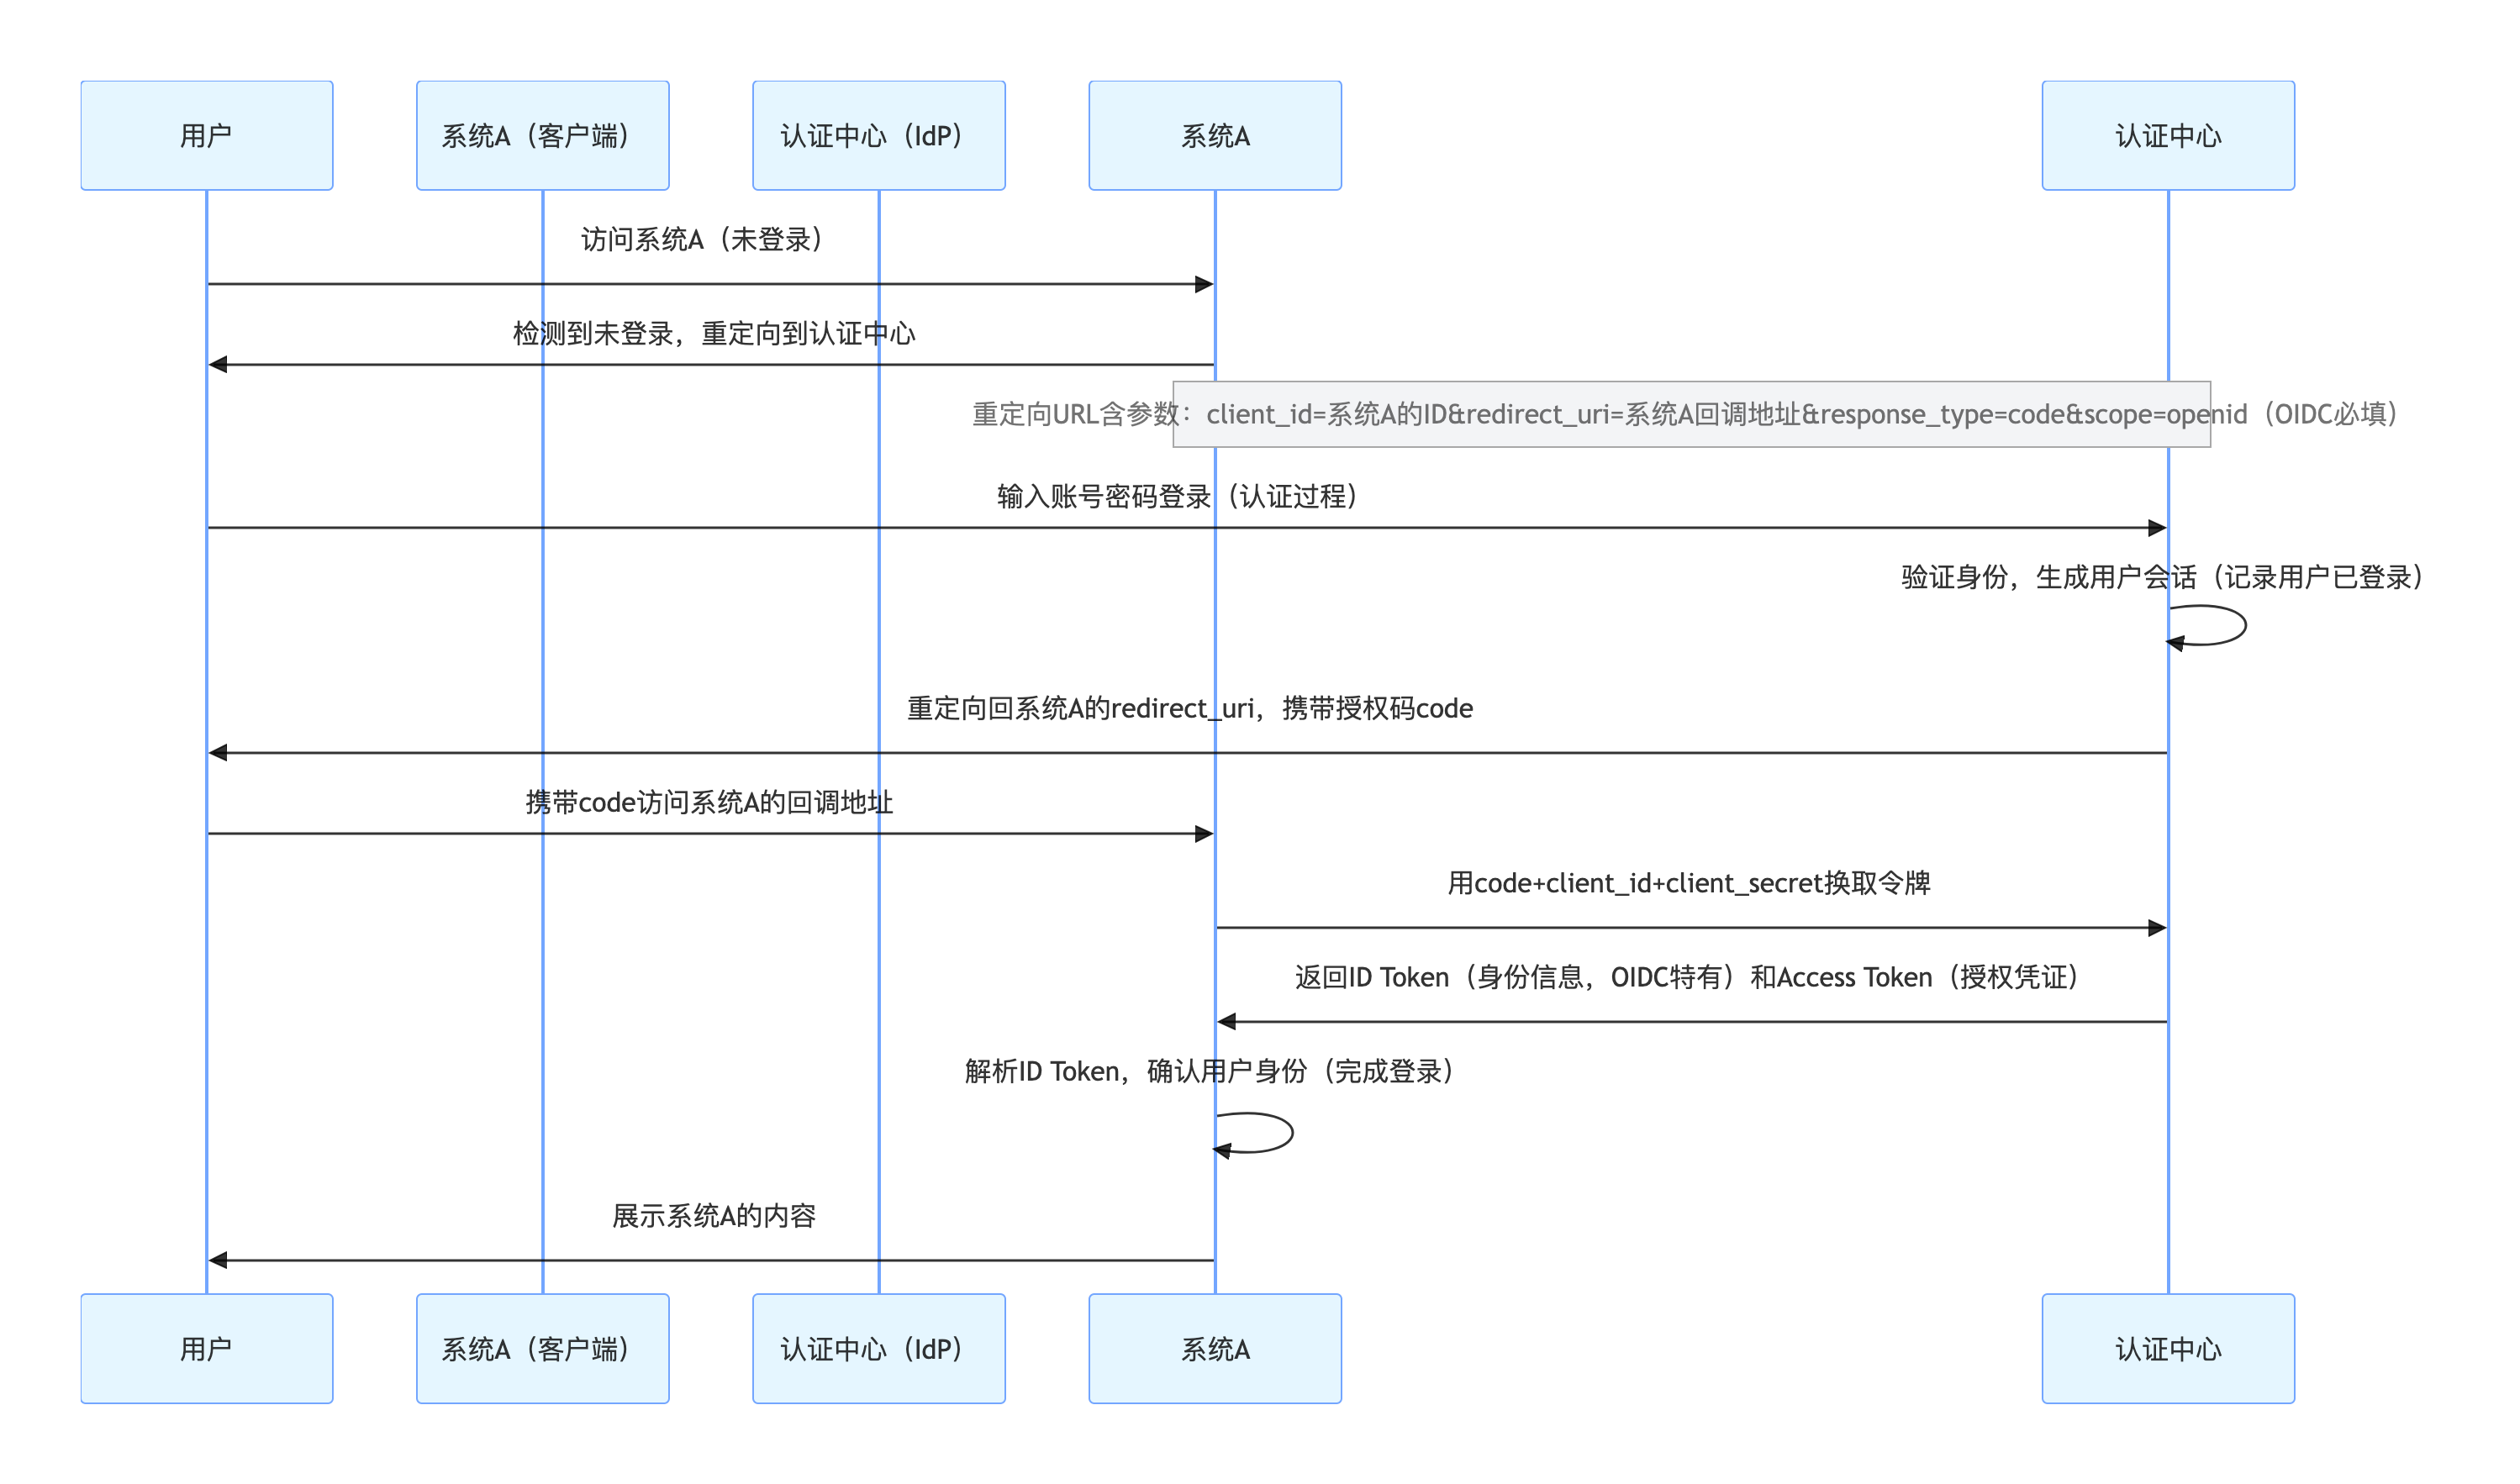 用户
系统A（客户端）
认证中心（IdP）
系统A
认证中心
访问系统A（未登录）
检测到未登录，重定向到认证中心
重定向URL含参数：client_id=系统A的ID&redirect_uri=系统A回调地址&response_type=code&scope=openid（OIDC必填）
输入账号密码登录（认证过程）
验证身份，生成用户会话（记录用户已登录）
重定向回系统A的redirect_uri，携带授权码code
携带code访问系统A的回调地址
用code+client_id+client_secret换取令牌
返回ID Token（身份信息，OIDC特有）和Access Token（授权凭证）
解析ID Token，确认用户身份（完成登录）
展示系统A的内容
用户
系统A（客户端）
认证中心（IdP）
系统A
认证中心